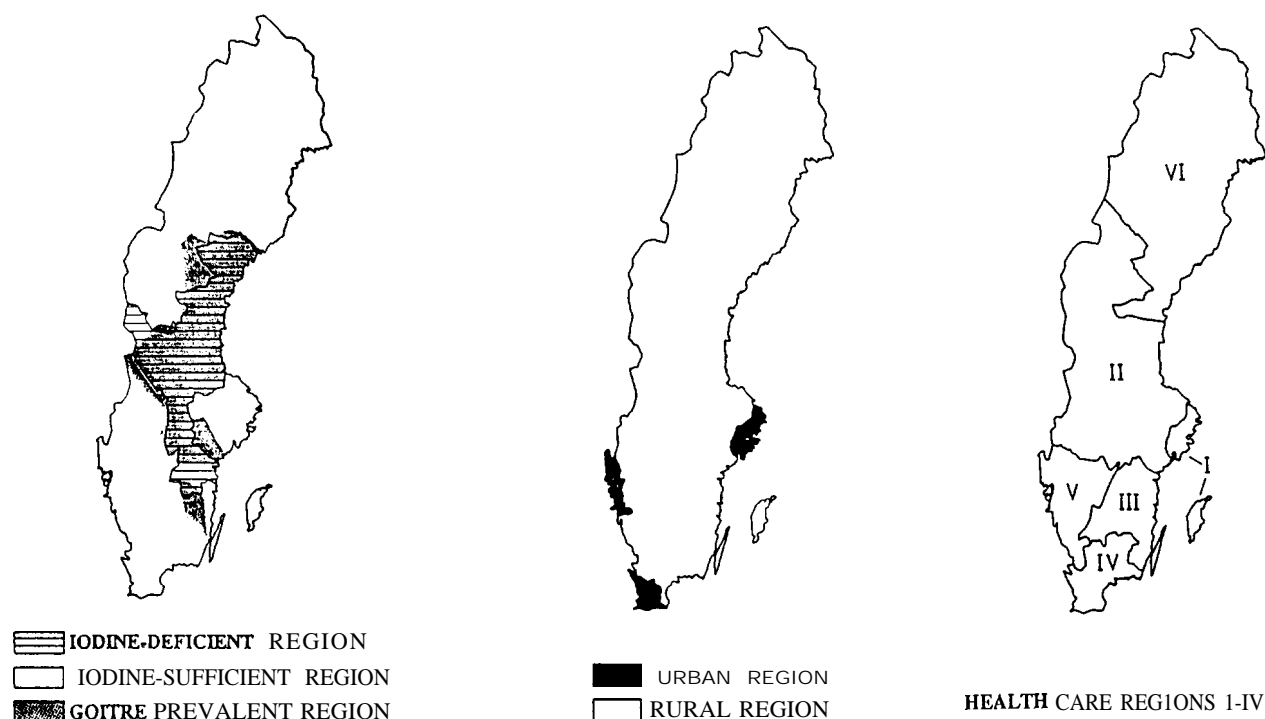 VI
II
I
V
III
IV
IODINE-DEFICIENT REGION
IODINE-SUFFICIENT REGION
GOITRE PREVALENT REGION
URBAN REGION
RURAL REGION
HEALTH CARE REG1ONS 1-IV